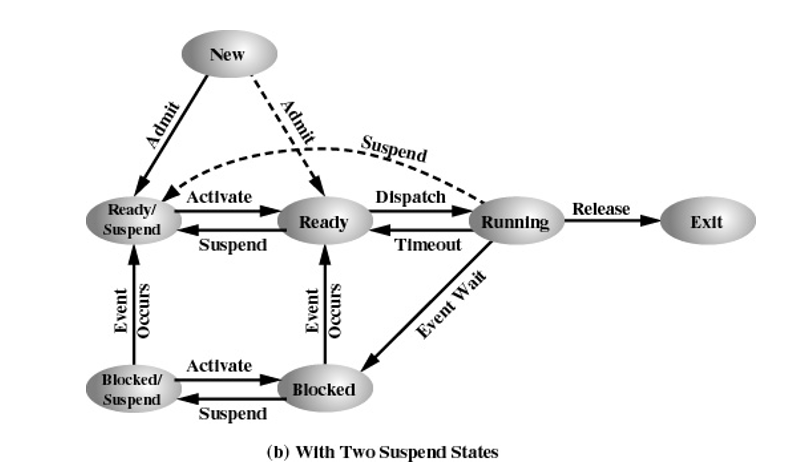 New
Admit
Admit
Suspend
Ready/
Suspend
Activate
Suspend
Ready
Dispatch
Timeout
Running
Release
Exit
Event
Occurs
Event
Occurs
Event Wait
Blocked/
Suspend
Activate
Suspend
Blocked
(b) With Two Suspend States